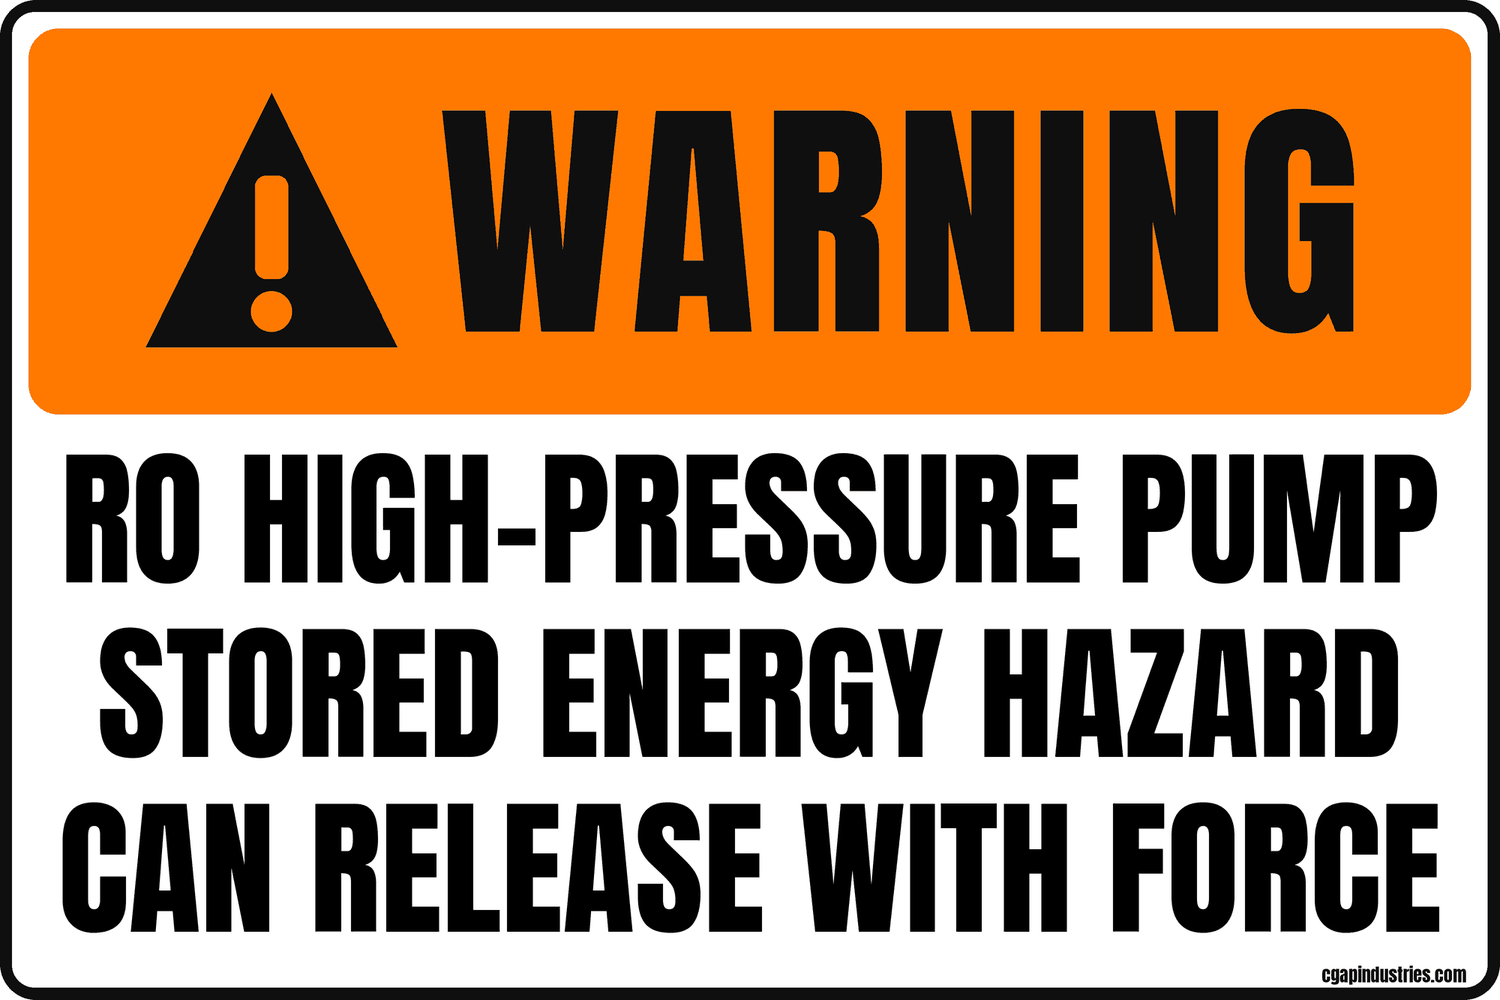 WARNING
RO HIGH-PRESSURE PUMP
STORED ENERGY HAZARD
CAN RELEASE WITH FORCE
cgapindustries.com